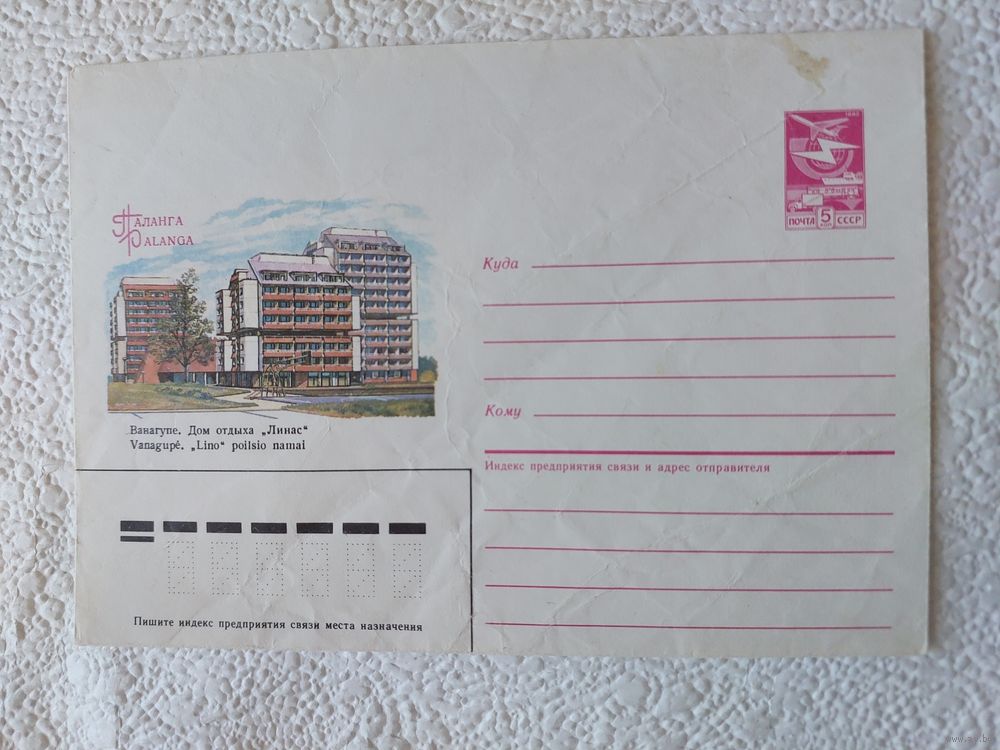 ПАЛАНГА
PALANGA
Ванагупе. Дом отдыха „Линас“
Vanagupė. „Lino“ poilsio namai
Пишите индекс предприятия связи места назначения
ПОЧТА 5 СССР
Куда
Кому
Индекс предприятия связи и адрес отправителя